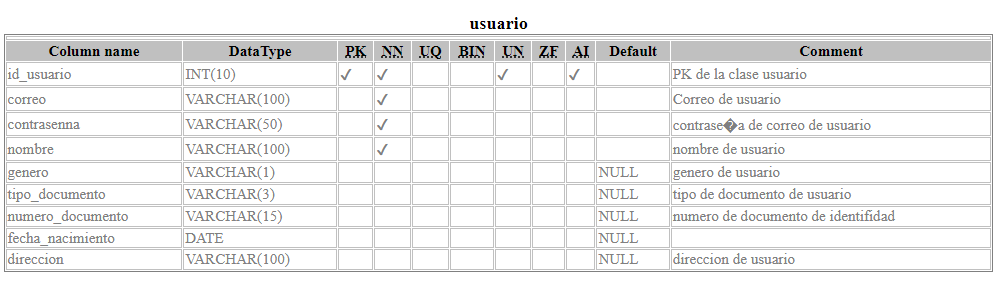 usuario
Column name DataType PK NN UQ BIN UN ZF AI Default Comment
id_usuario INT(10) ✓ ✓ ✓ ✓ PK de la clase usuario
correo VARCHAR(100) ✓ Correo de usuario
contrasenna VARCHAR(50) ✓ contrase�a de correo de usuario
nombre VARCHAR(100) ✓ nombre de usuario
genero VARCHAR(1) NULL genero de usuario
tipo_documento VARCHAR(3) NULL tipo de documento de usuario
numero_documento VARCHAR(15) NULL numero de documento de identifidad
fecha_nacimiento DATE NULL
direccion VARCHAR(100) NULL direccion de usuario